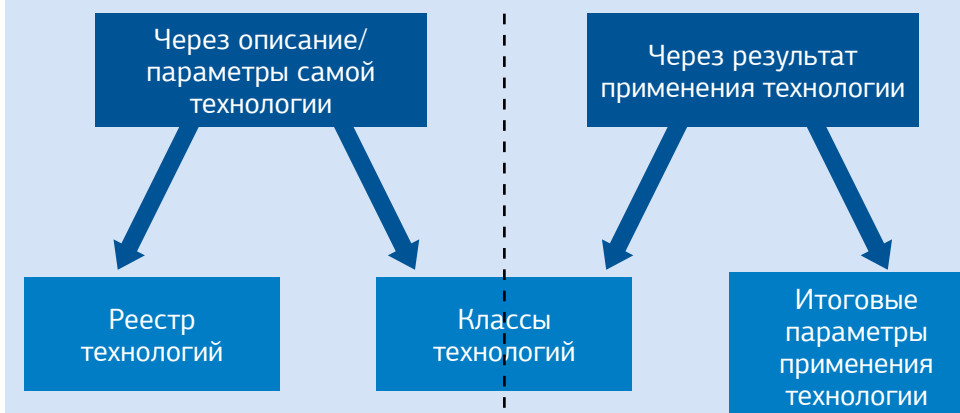 Через описание/
параметры самой
технологии
Через результат
применения технологии
Реестр
технологий
Классы
технологий
Итоговые
параметры
применения
технологии